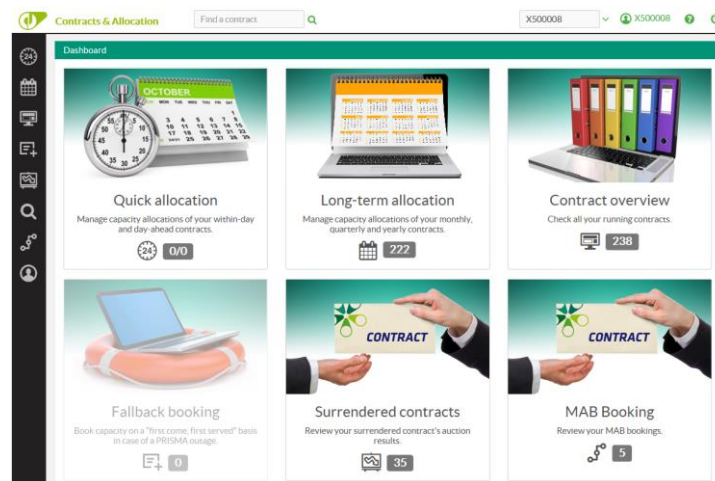 Contracts & Allocation
Find a contract
X500008
X500008
Dashboard
OCTOBER
Quick allocation
Manage capacity allocations of your within-day
and day-ahead contracts.
24
0/0
Long-term allocation
Manage capacity allocations of your monthly,
quarterly and yearly contracts.
222
Contract overview
Check all your running contracts.
238
CONTRACT
CONTRACT
Fallback booking
Book capacity on a "first come, first served" basis
in case of a PRISMA ousage.
0
Surrendered contracts
Review your surrendered contract's auction
results.
35
MAB Booking
Review your MAB bookings.
5